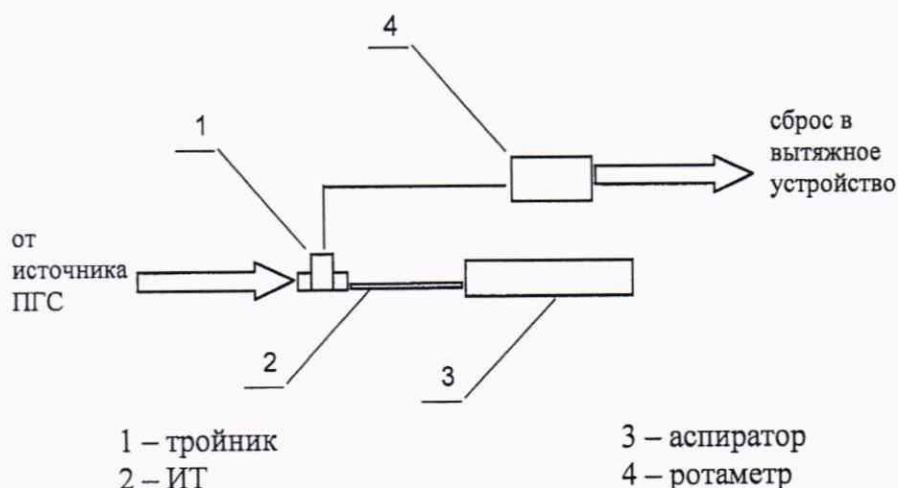 4
1
сброс в
вытяжное
устройство
от
источника
ПГС
2
3
1 – тройник
2 – ИТ
3 – аспиратор
4 – ротаметр